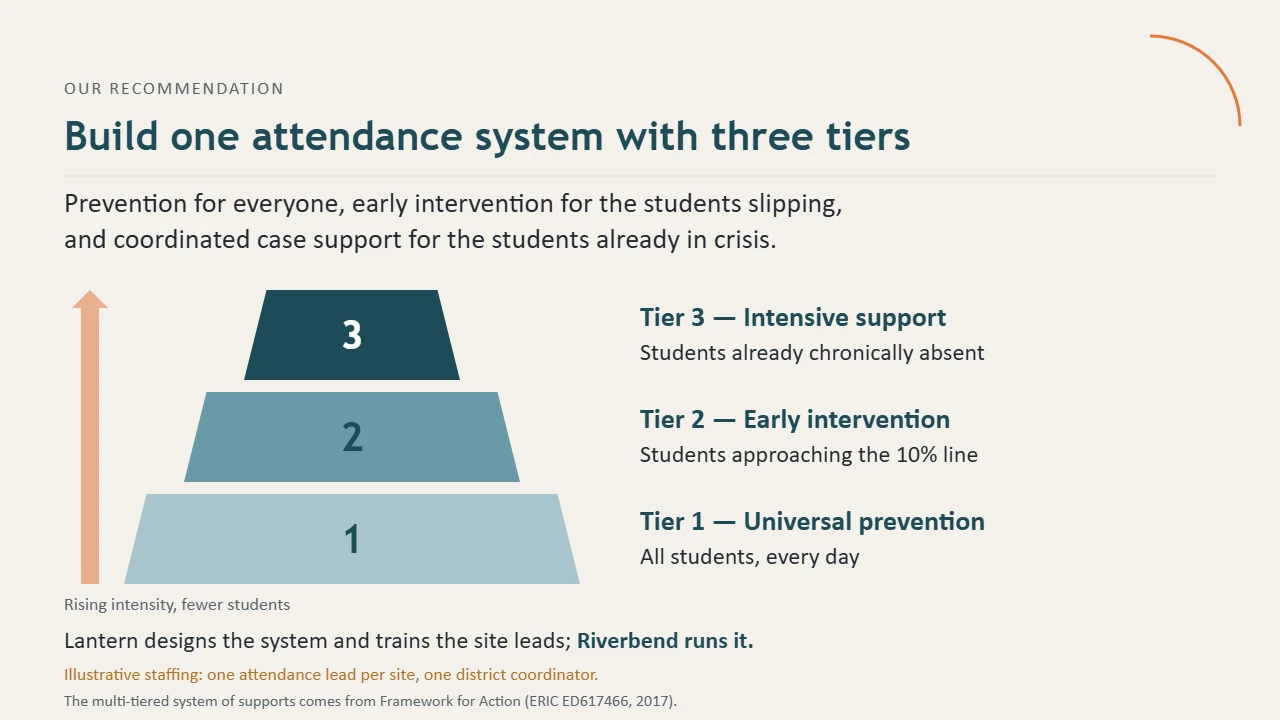 OUR RECOMMENDATION
Build one attendance system with three tiers
Prevention for everyone, early intervention for the students slipping,
and coordinated case support for the students already in crisis.
3
Tier 3 — Intensive support
Students already chronically absent
2
Tier 2 — Early intervention
Students approaching the 10% line
1
Tier 1 — Universal prevention
All students, every day
Rising intensity, fewer students
Lantern designs the system and trains the site leads; Riverbend runs it.
Illustrative staffing: one attendance lead per site, one district coordinator.
The multi-tiered system of supports comes from Framework for Action (ERIC ED617466, 2017).